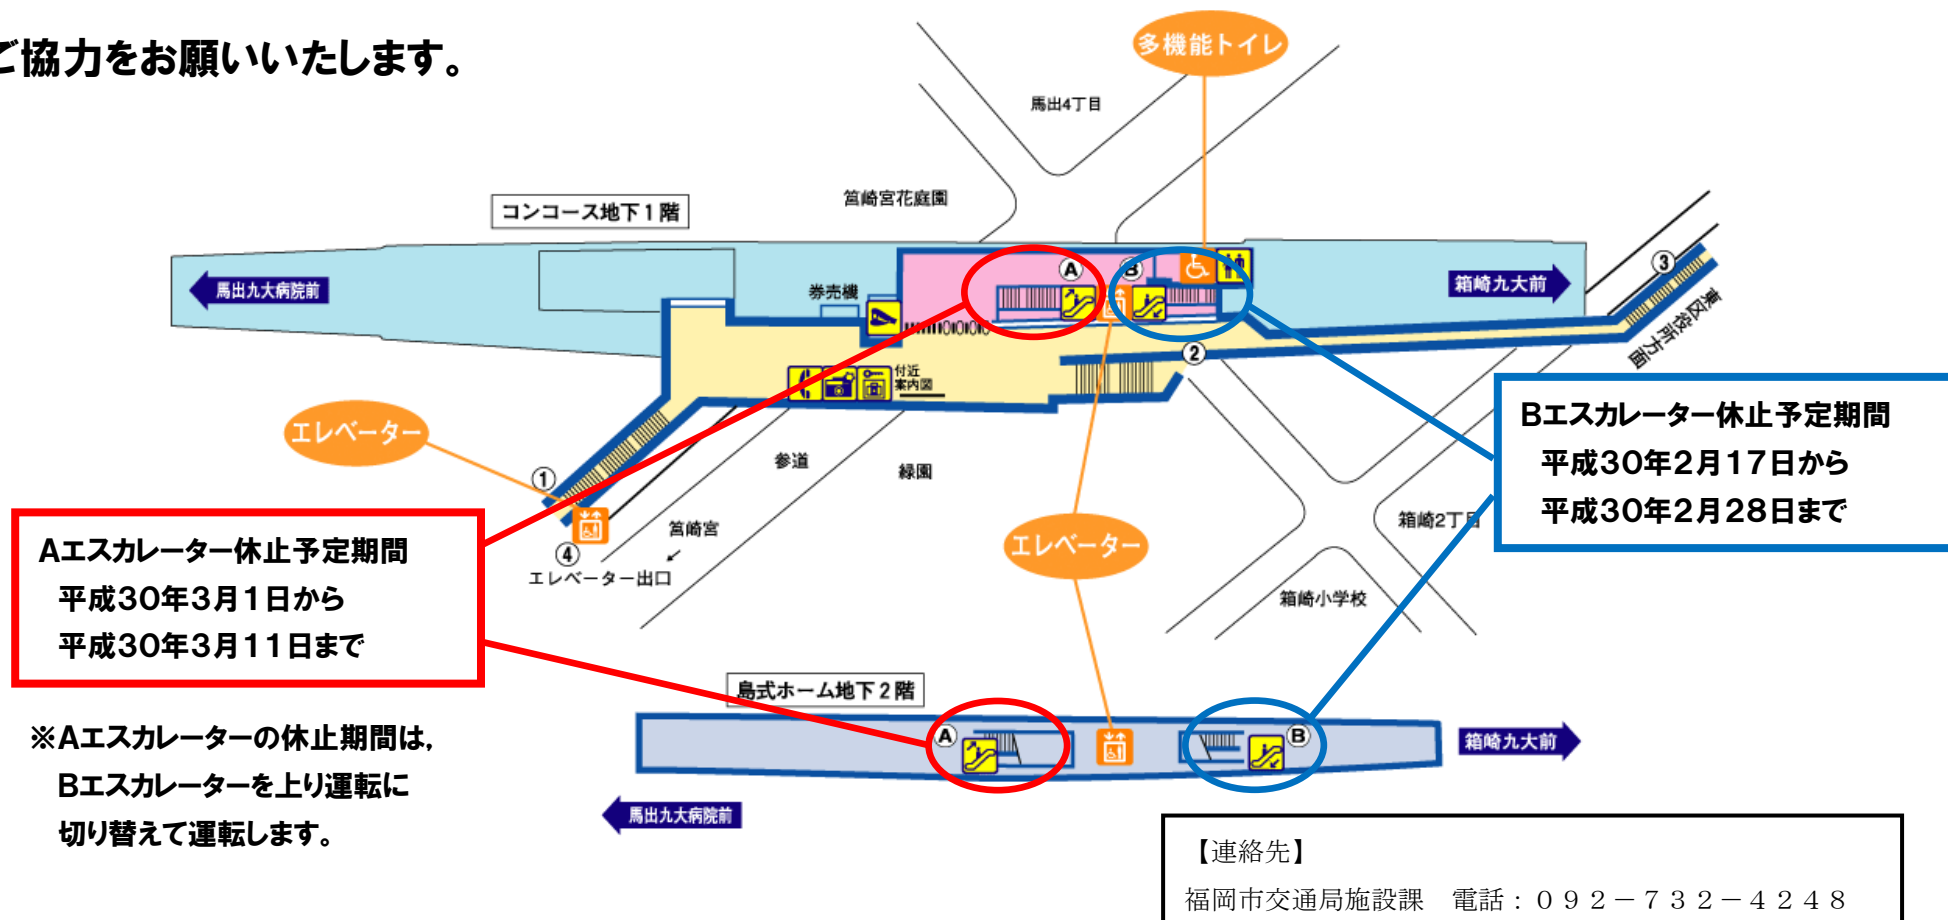 ご協力をお願いいたします。
多機能トイレ
馬出4丁目
筥崎宮花庭園
コンコース地下1階
馬出九大病院前
券売機
A
B
箱崎九大前
3
東区役所方面
2
付近
案内図
エレベーター
参道
緑園
1
筥崎宮
4
エレベーター出口
エレベーター
箱崎2丁目
箱崎小学校
Bエスカレーター休止予定期間
平成30年2月17日から
平成30年2月28日まで
Aエスカレーター休止予定期間
平成30年3月1日から
平成30年3月11日まで
島式ホーム地下2階
A
B
箱崎九大前
馬出九大病院前
※Aエスカレーターの休止期間は,
Bエスカレーターを上り運転に
切り替えて運転します。
【連絡先】
福岡市交通局施設課 電話:092-732-4248